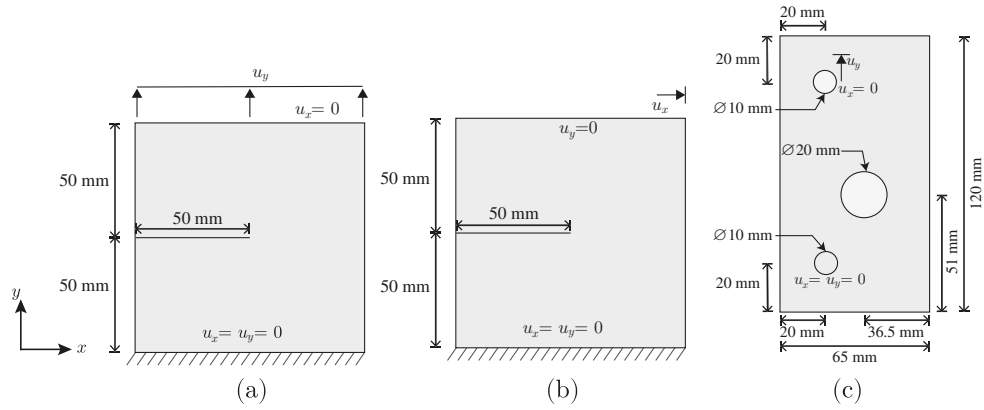 u_y
u_x = 0
50 mm
50 mm
50 mm
u_x = u_y = 0
y
x
(a)
u_x
u_y = 0
50 mm
50 mm
50 mm
u_x = u_y = 0
(b)
20 mm
20 mm
u_y
u_x = 0
∅10 mm
∅20 mm
120 mm
∅10 mm
51 mm
20 mm
u_x = u_y = 0
20 mm
36.5 mm
65 mm
(c)